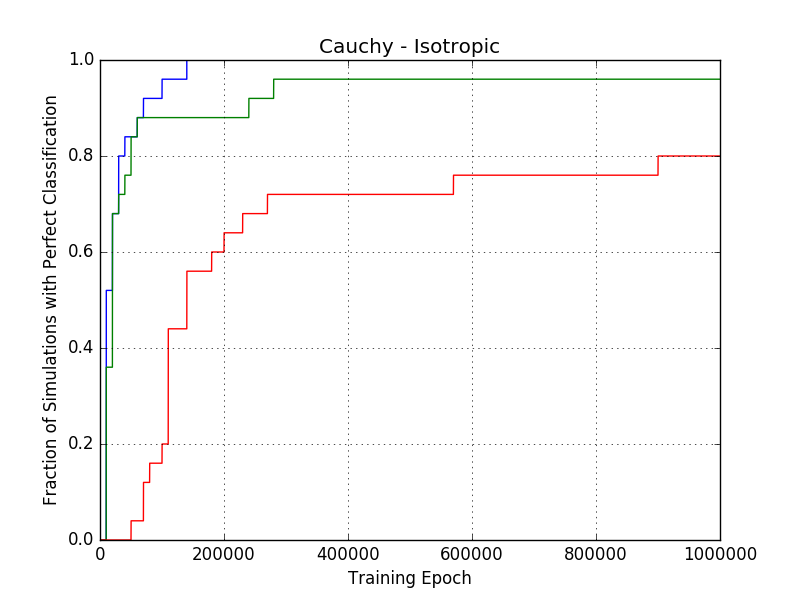 Cauchy - Isotropic
1.0
0.8
0.6
0.4
0.2
0.0
Fraction of Simulations with Perfect Classification
0 200000 400000 600000 800000 1000000
Training Epoch